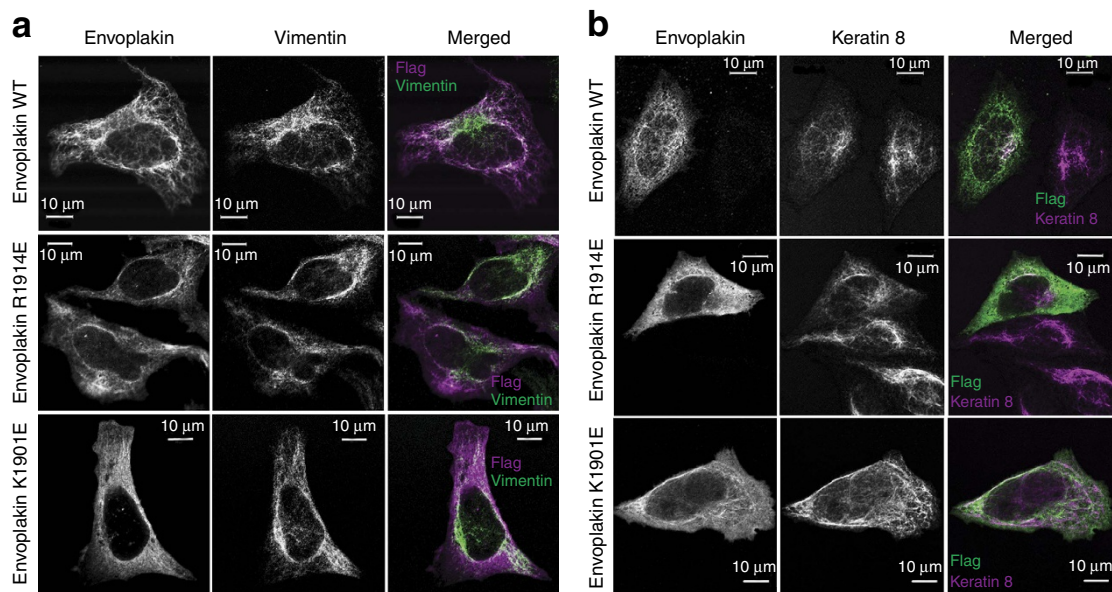 a
Envoplakin Vimentin Merged
Envoplakin WT
Flag
Vimentin
10 μm 10 μm 10 μm
Envoplakin R1914E
10 μm 10 μm 10 μm
Flag
Vimentin
Envoplakin K1901E
10 μm 10 μm 10 μm
Flag
Vimentin
b
Envoplakin Keratin 8 Merged
Envoplakin WT
10 μm 10 μm 10 μm
Flag
Keratin 8
Envoplakin R1914E
10 μm 10 μm 10 μm
Flag
Keratin 8
Envoplakin K1901E
Flag
Keratin 8
10 μm 10 μm 10 μm